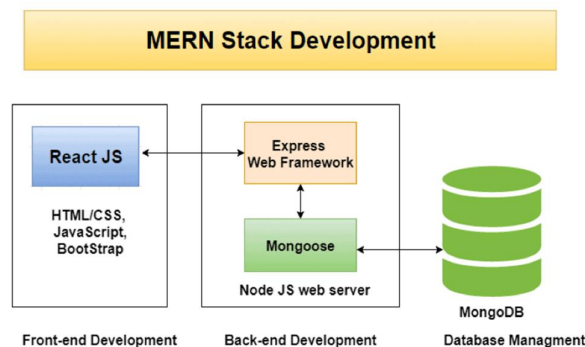 MERN Stack Development
React JS
HTML/CSS,
JavaScript,
BootStrap
Express
Web Framework
Mongoose
Node JS web server
MongoDB
Front-end Development
Back-end Development
Database Managment